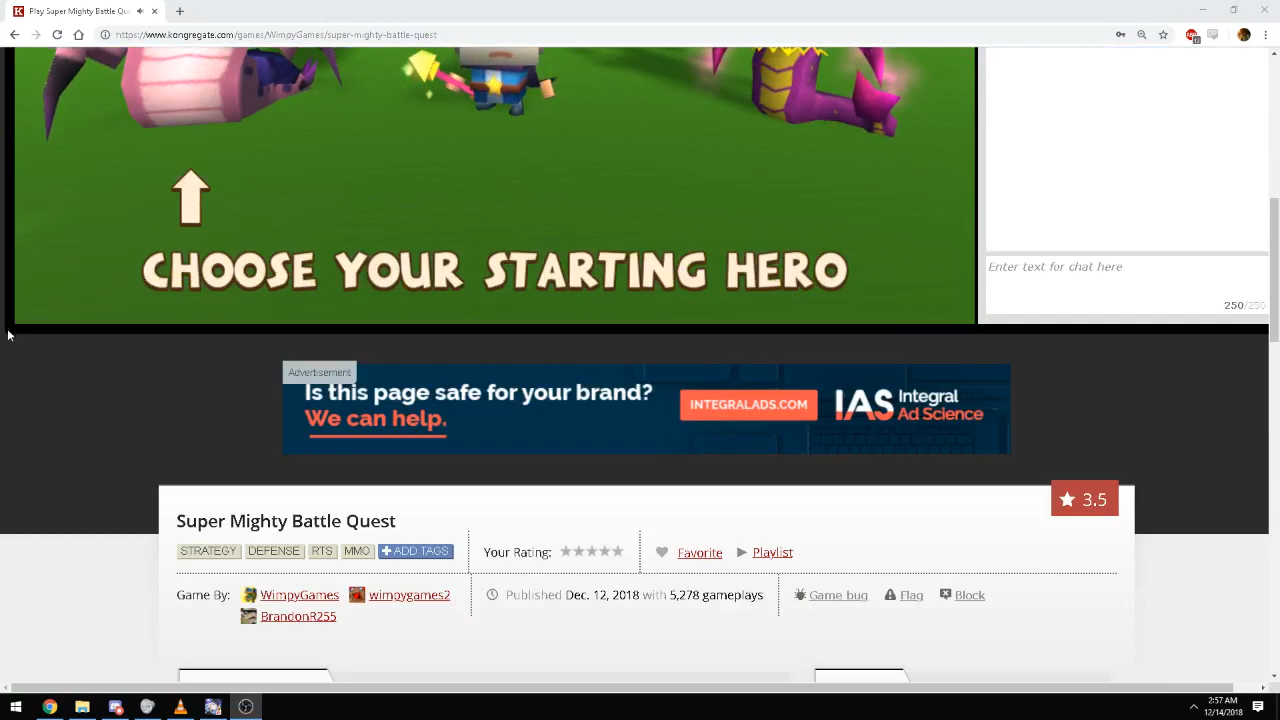 Play Super Mighty Battle Qu
https://www.kongregate.com/games/WimpyGames/super-mighty-battle-quest
CHOOSE YOUR STARTING HERO
Enter text for chat here
250/250
Advertisement
Is this page safe for your brand?
We can help.
INTEGRALADS.COM
IAS Integral
Ad Science
3.5
Super Mighty Battle Quest
STRATEGY DEFENSE RTS MMO ADD TAGS
Your Rating:
Favorite Playlist
Game By: WimpyGames wimpygames2
BrandonR255
Published Dec. 12, 2018 with 5,278 gameplays
Game bug Flag Block
2:57 AM
12/14/2018